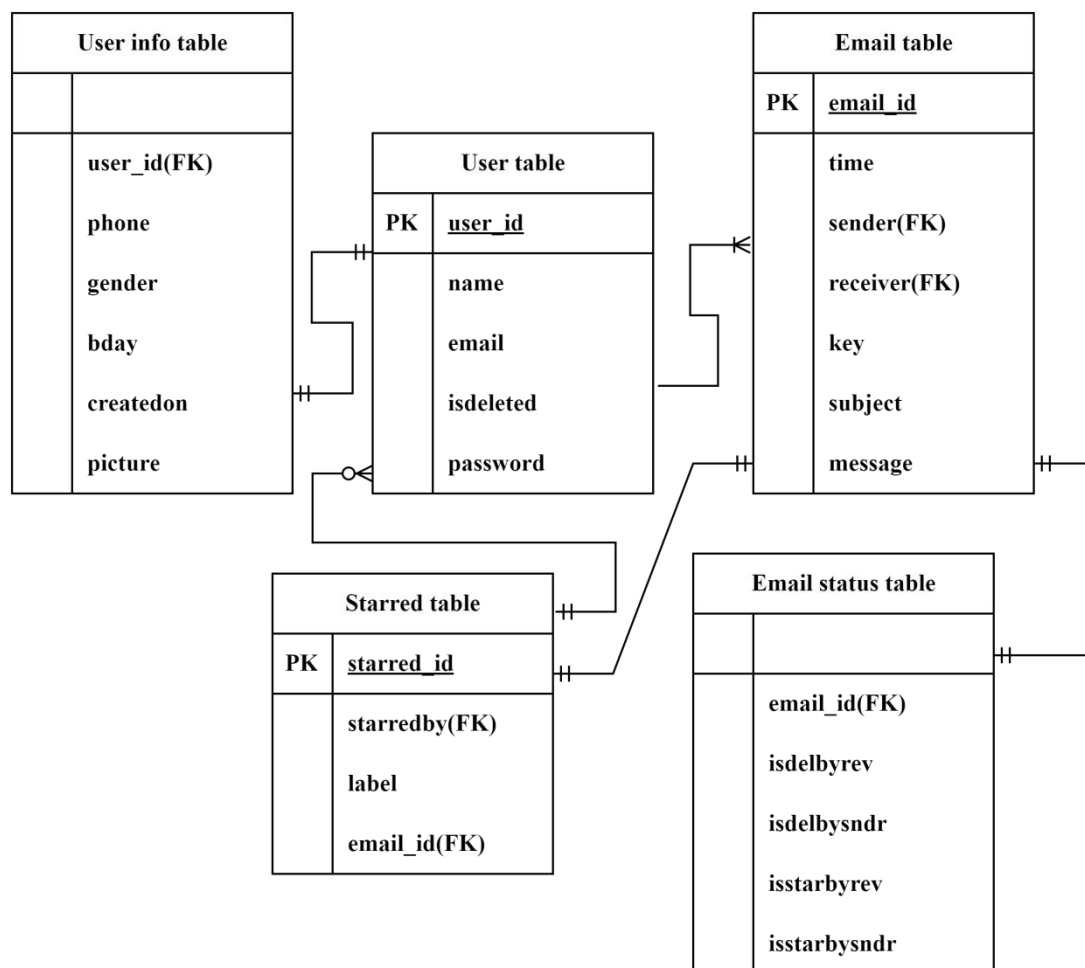 User info table
user_id(FK)
phone
gender
bday
createdon
picture
User table
PK user_id
name
email
isdeleted
password
Email table
PK email_id
time
sender(FK)
receiver(FK)
key
subject
message
Starred table
PK starred_id
starredby(FK)
label
email_id(FK)
Email status table
email_id(FK)
isdelbyrev
isdelbysndr
isstarbyrev
isstarbysndr